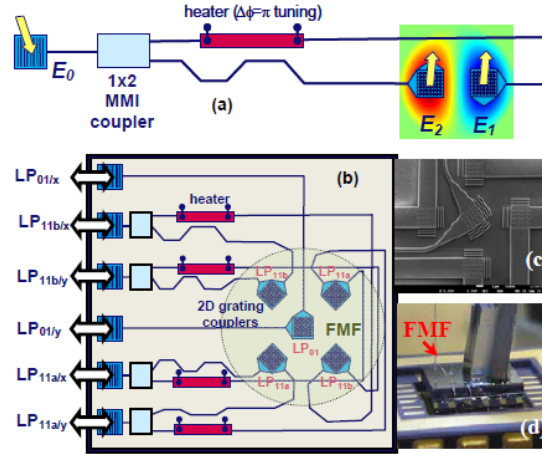 heater (Δϕ=π tuning)
E0
1x2
MMI
coupler
(a)
E2
E1
(b)
LP01/x
heater
LP11b/x
LP11b/y
LP11b
LP11a
2D grating
couplers
LP01/y
FMF
LP01
LP11a/x
LP11a
LP11b
LP11a/y
(c)
FMF
(d)